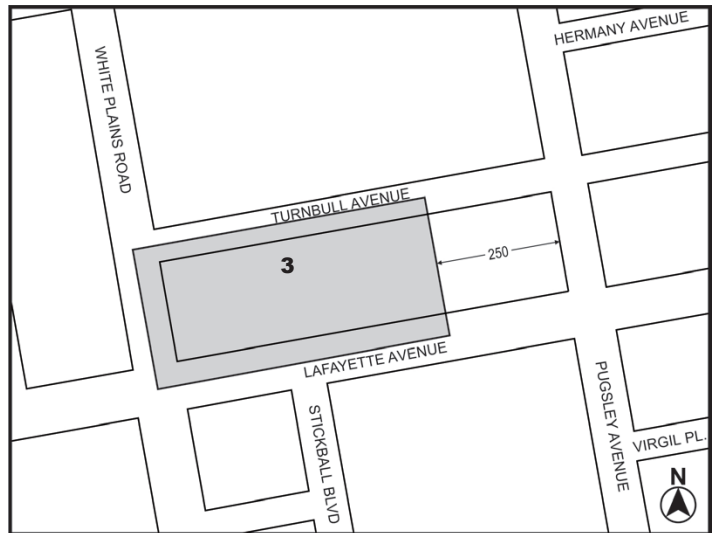 HERMANY AVENUE
WHITE PLAINS ROAD
TURNBULL AVENUE
3
250
LAFAYETTE AVENUE
STICKBALL BLVD
PUGSLEY AVENUE
VIRGIL PL.
N